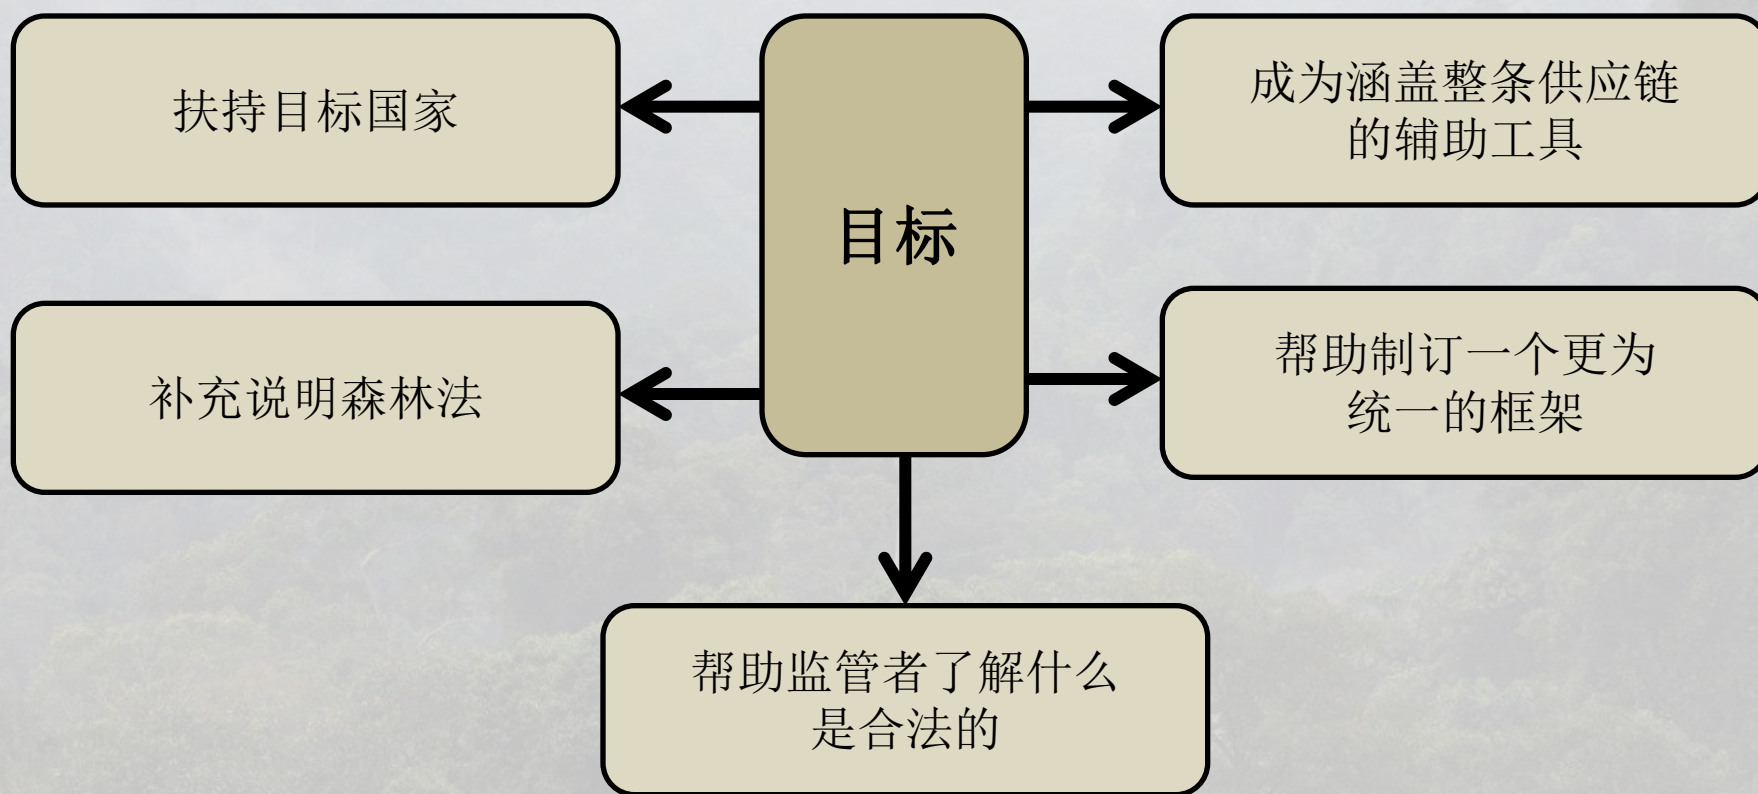 扶持目标国家
目标
成为涵盖整条供应链
的辅助工具
补充说明森林法
帮助制订一个更为
统一的框架
帮助监管者了解什么
是合法的